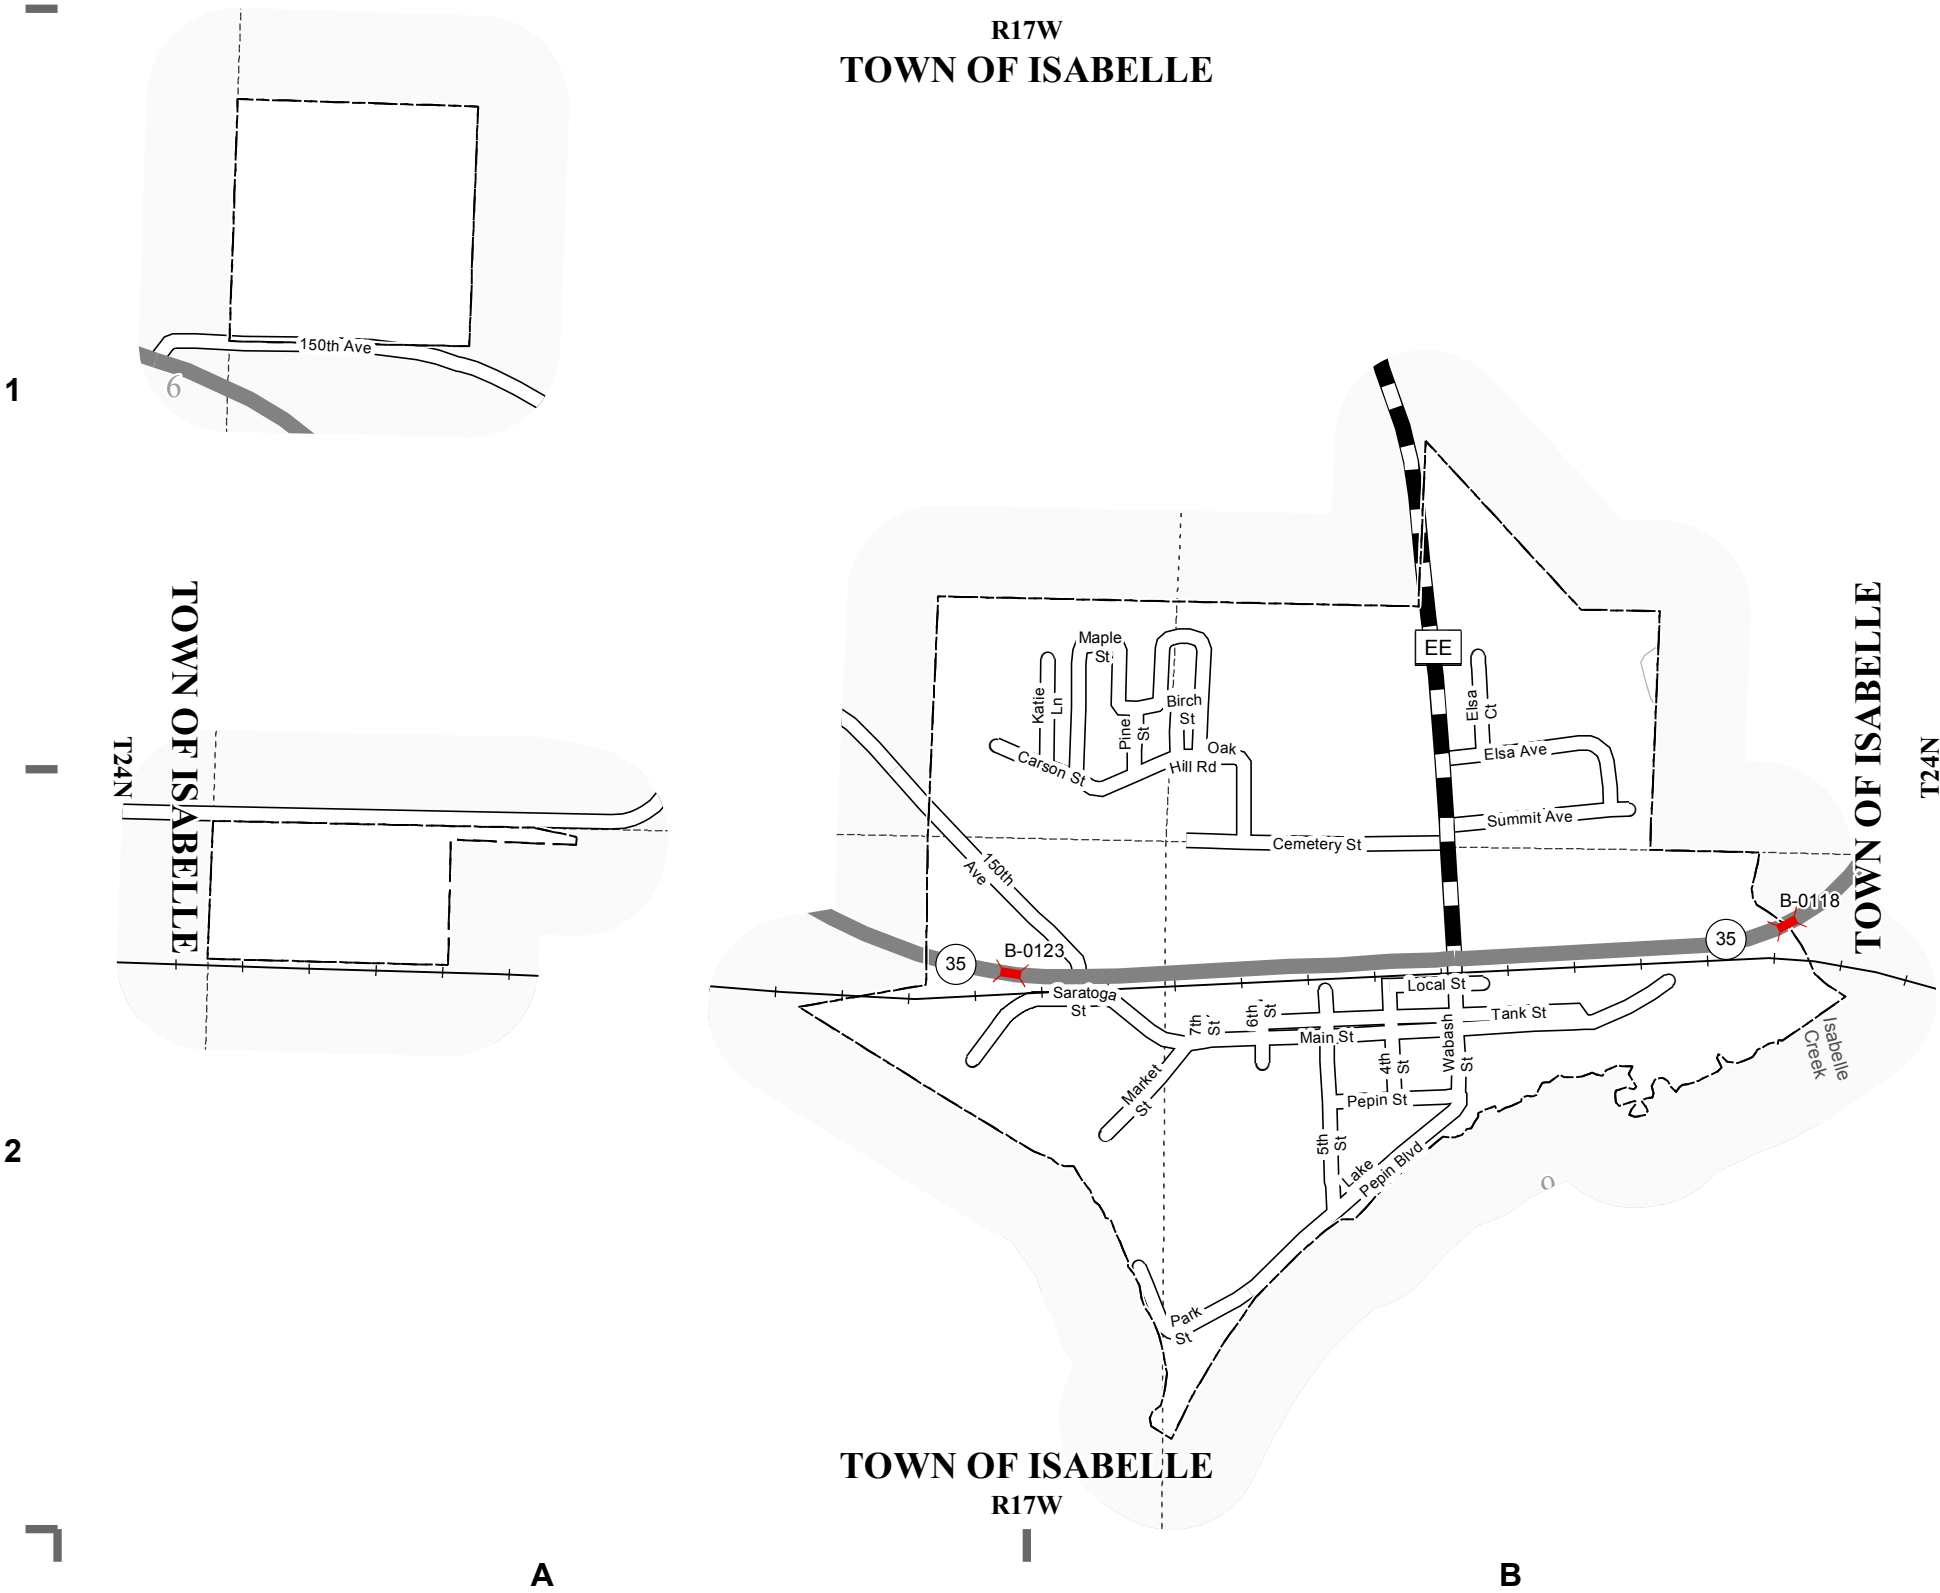 R17W
TOWN OF ISABELLE
150th Ave
6
1
TOWN OF ISABELLE
T24N
EE
Maple
St
Katie
Ln
Birch
St
Pine
St
Oak
Hill Rd
Carson St
Elsa
Ct
Elsa Ave
Summit Ave
Cemetery St
TOWN OF ISABELLE
T24N
150th
Ave
B-0118
35
B-0123
35
Saratoga
St
Local St
7th
St
6th
St
Main St
Tank St
Wabash
St
4th
St
Market
St
Pepin St
5th
St
Lake
Pepin Blvd
Isabelle
Creek
2
Park
St
TOWN OF ISABELLE
R17W
A
B